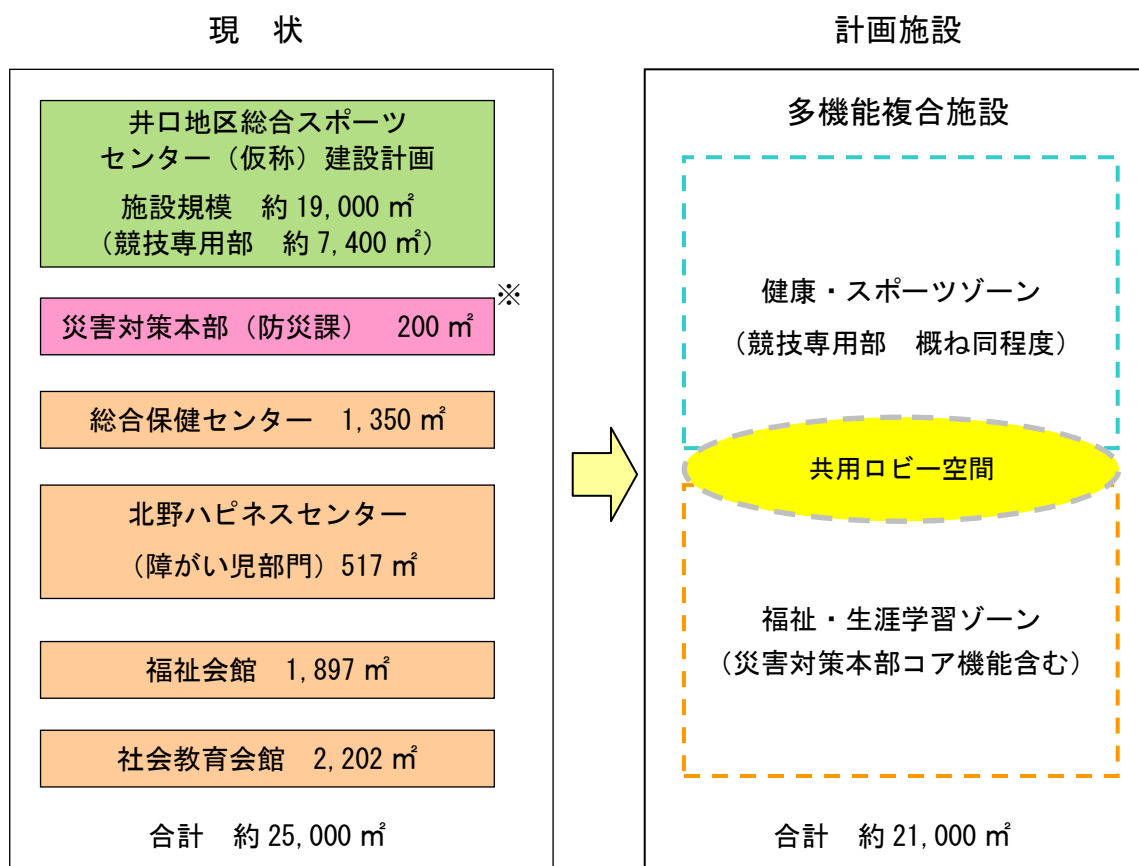 現　状
井口地区総合スポーツ
センター（仮称）建設計画
施設規模　約19,000㎡
（競技専用部　約7,400㎡）
※
災害対策本部（防災課）　200㎡
総合保健センター　1,350㎡
北野ハピネスセンター
（障がい児部門）517㎡
福祉会館　1,897㎡
社会教育会館　2,202㎡
合計　約25,000㎡
計画施設
多機能複合施設
健康・スポーツゾーン
（競技専用部　概ね同程度）
共用ロビー空間
福祉・生涯学習ゾーン
（災害対策本部コア機能含む）
合計　約21,000㎡